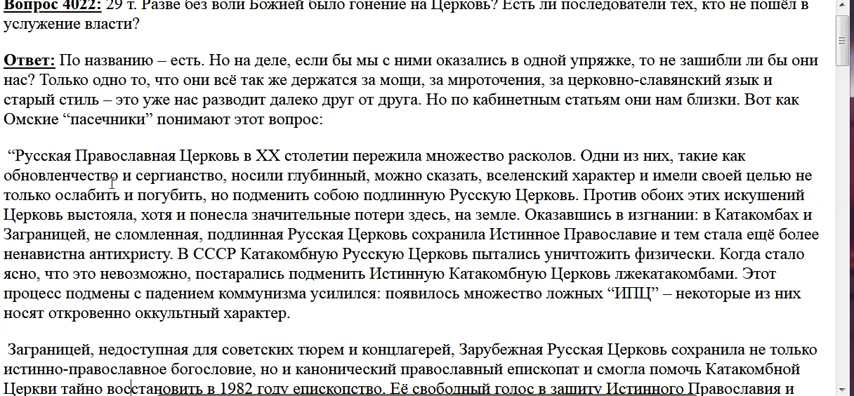 Вопрос 4022: 29 т. Разве без воли Божией было гонение на Церковь? Есть ли последователи тех, кто не пошёл в
услужение власти?
Ответ: По названию – есть. Но на деле, если бы мы с ними оказались в одной упряжке, то не зашибли ли бы они
нас? Только одно то, что они всё так же держатся за мощи, за мироточения, за церковно-славянский язык и
старый стиль – это уже нас разводит далеко друг от друга. Но по кабинетным статьям они нам близки. Вот как
Омские “пасечники” понимают этот вопрос:
“Русская Православная Церковь в XX столетии пережила множество расколов. Одни из них, такие как
обновленчество и сергианство, носили глубинный, можно сказать, вселенский характер и имели своей целью не
только ослабить и погубить, но подменить собою подлинную Русскую Церковь. Против обоих этих искушений
Церковь выстояла, хотя и понесла значительные потери здесь, на земле. Оказавшись в изгнании: в Катакомбах и
Заграницей, не сломленная, подлинная Русская Церковь сохранила Истинное Православие и тем стала ещё более
ненавистна антихристу. В СССР Катакомбную Русскую Церковь пытались уничтожить физически. Когда стало
ясно, что это невозможно, постарались подменить Истинную Катакомбную Церковь лжекатакомбами. Этот
процесс подмены с падением коммунизма усилился: появилось множество ложных “ИПЦ” – некоторые из них
носят откровенно оккультный характер.
Заграницей, недоступная для советских тюрем и концлагерей, Зарубежная Русская Церковь сохранила не только
истинно-православное богословие, но и канонический православный епископат и смогла помочь Катакомбной
Церкви тайно восстановить в 1982 году епископство. Её свободный голос в защиту Истинного Православия и